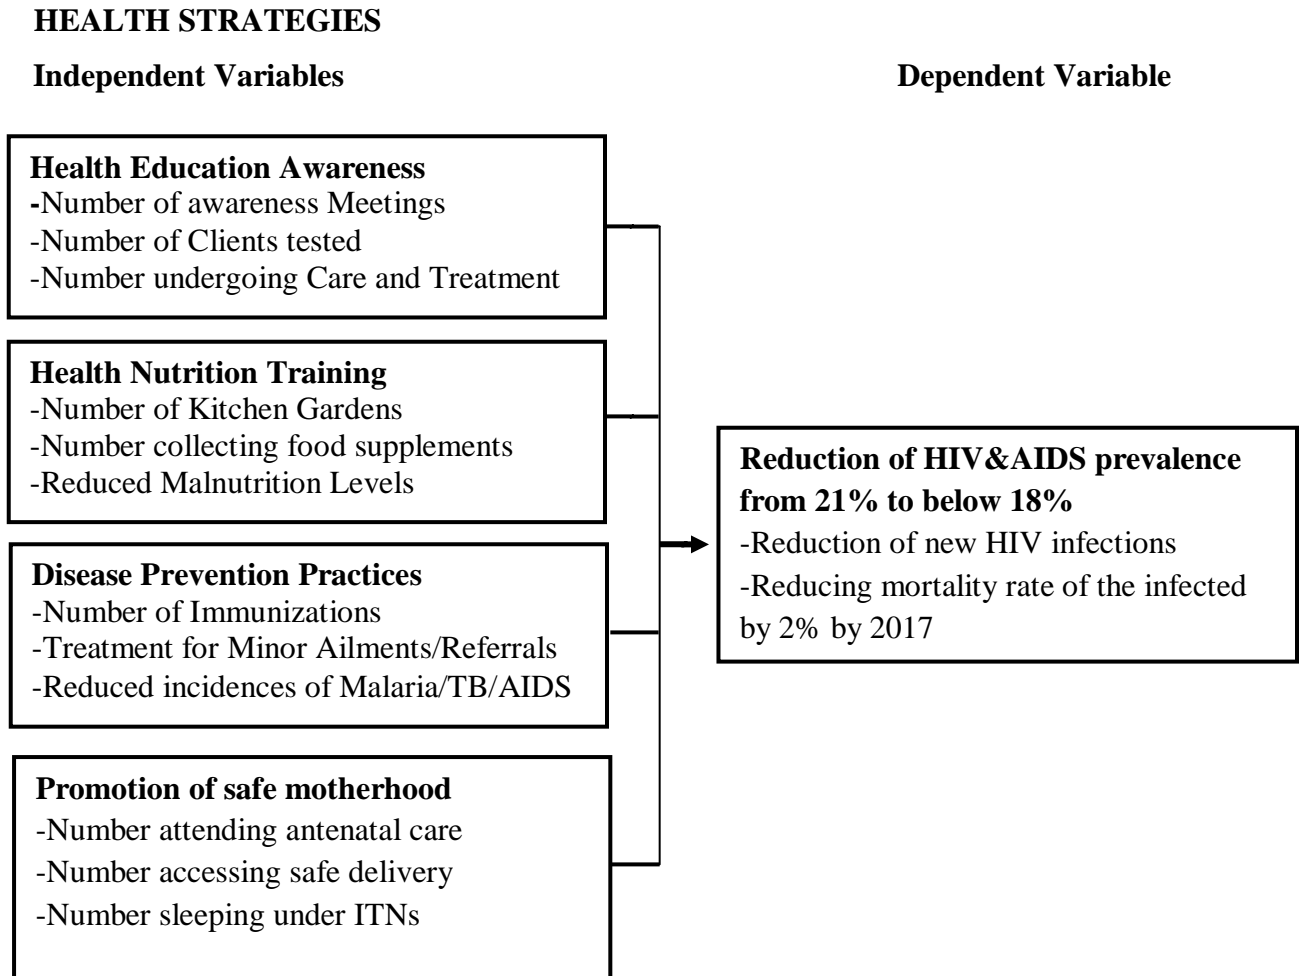 HEALTH STRATEGIES
Independent Variables
Dependent Variable
Health Education Awareness
-Number of awareness Meetings
-Number of Clients tested
-Number undergoing Care and Treatment
Health Nutrition Training
-Number of Kitchen Gardens
-Number collecting food supplements
-Reduced Malnutrition Levels
Disease Prevention Practices
-Number of Immunizations
-Treatment for Minor Ailments/Referrals
-Reduced incidences of Malaria/TB/AIDS
Promotion of safe motherhood
-Number attending antenatal care
-Number accessing safe delivery
-Number sleeping under ITNs
Reduction of HIV&AIDS prevalence
from 21% to below 18%
-Reduction of new HIV infections
-Reducing mortality rate of the infected
by 2% by 2017